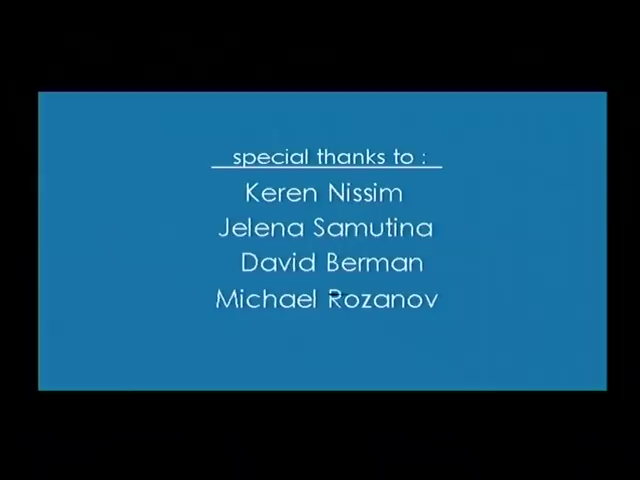 special thanks to :
Keren Nissim
Jelena Samutina
David Berman
Michael Rozanov